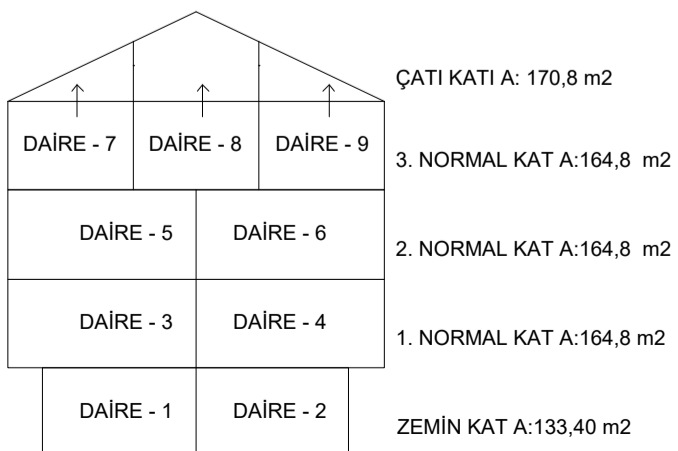 ÇATI KATI A: 170,8 m2
DAİRE - 7 DAİRE - 8 DAİRE - 9
3. NORMAL KAT A:164,8 m2
DAİRE - 5 DAİRE - 6
2. NORMAL KAT A:164,8 m2
DAİRE - 3 DAİRE - 4
1. NORMAL KAT A:164,8 m2
DAİRE - 1 DAİRE - 2
ZEMİN KAT A:133,40 m2